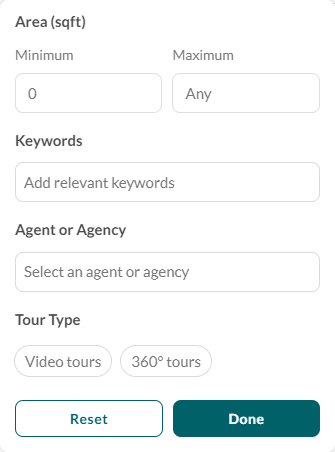 Area (sqft)
Minimum Maximum
0 Any
Keywords
Add relevant keywords
Agent or Agency
Select an agent or agency
Tour Type
Video tours 360° tours
Reset Done